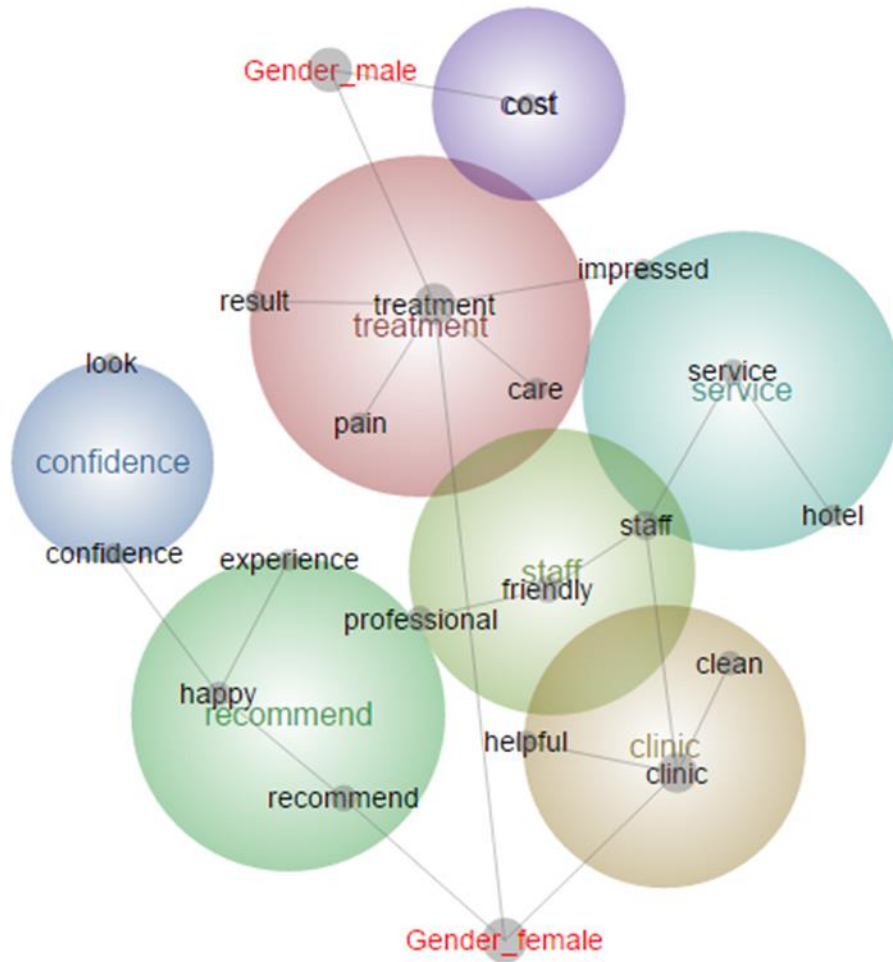 Gender_male
cost
impressed
result
treatment
treatment
look
service
service
care
pain
confidence
hotel
staff
confidence
experience
staff
friendly
professional
clean
happy
recommend
helpful
clinic
clinic
recommend
Gender_female